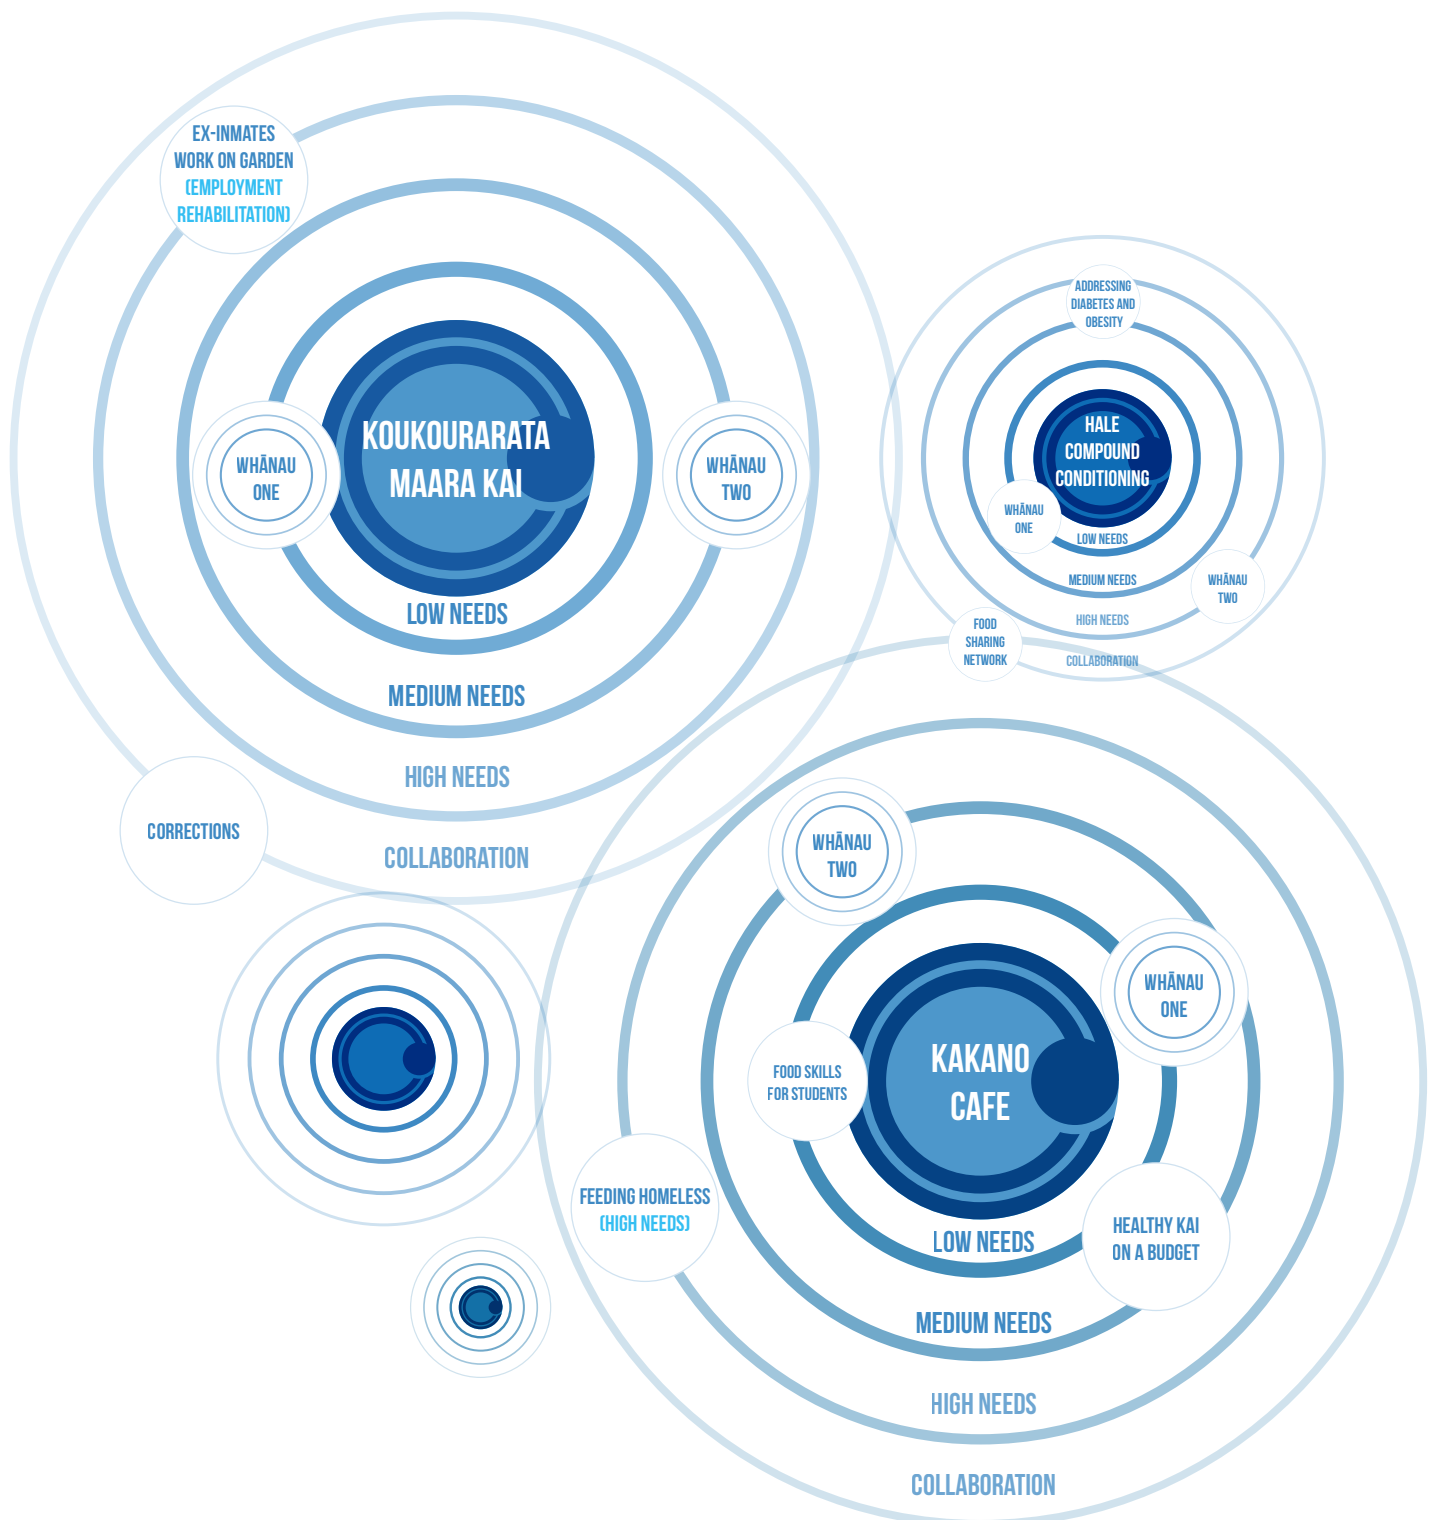 EX-INMATES
WORK ON GARDEN
(EMPLOYMENT
REHABILITATION)
KOUKOURARATA
MAARA KAI
WHĀNAU
ONE
WHĀNAU
TWO
LOW NEEDS
MEDIUM NEEDS
HIGH NEEDS
COLLABORATION
CORRECTIONS
ADDRESSING
DIABETES AND
OBESITY
HALE
COMPOUND
CONDITIONING
WHĀNAU
ONE
LOW NEEDS
MEDIUM NEEDS
WHĀNAU
TWO
HIGH NEEDS
FOOD
SHARING
NETWORK
COLLABORATION
WHĀNAU
TWO
WHĀNAU
ONE
KAKANO
CAFE
FOOD SKILLS
FOR STUDENTS
FEEDING HOMELESS
(HIGH NEEDS)
HEALTHY KAI
ON A BUDGET
LOW NEEDS
MEDIUM NEEDS
HIGH NEEDS
COLLABORATION